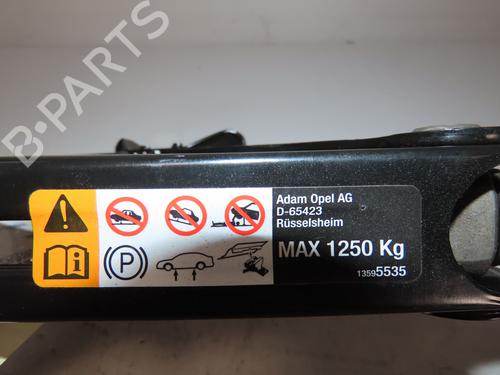 B-PARTS
Adam Opel AG
D-65423
Rüsselsheim
MAX 1250 Kg
13595535